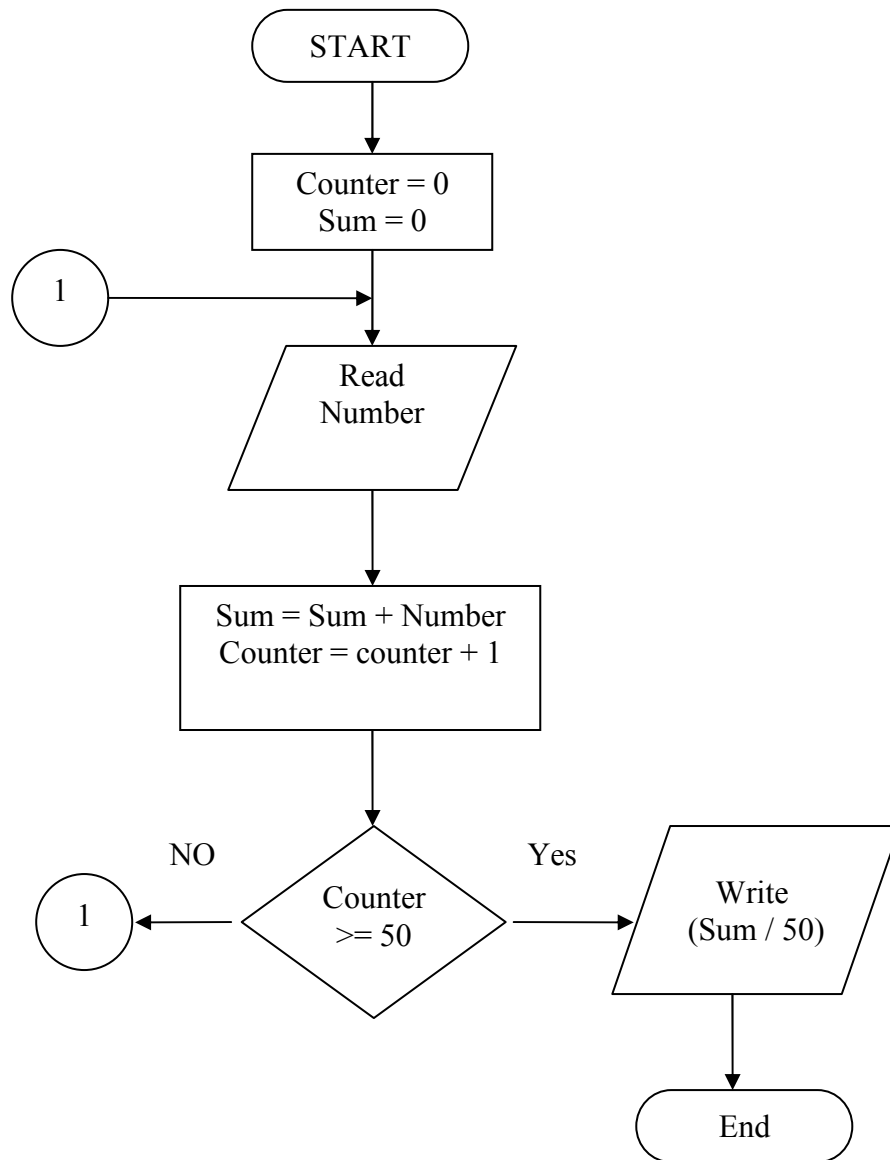 START
Counter = 0
Sum = 0
1
Read
Number
Sum = Sum + Number
Counter = counter + 1
NO
Yes
1
Counter
>= 50
Write
(Sum / 50)
End